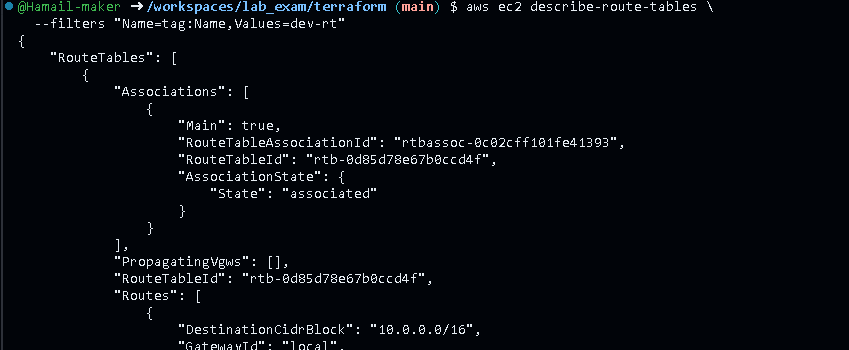 @Hamail-maker ➜ /workspaces/lab_exam/terraform (main) $ aws ec2 describe-route-tables \
  --filters "Name=tag:Name,Values=dev-rt"
{
    "RouteTables": [
        {
            "Associations": [
                {
                    "Main": true,
                    "RouteTableAssociationId": "rtbassoc-0c02cff101fe41393",
                    "RouteTableId": "rtb-0d85d78e67b0ccd4f",
                    "AssociationState": {
                        "State": "associated"
                    }
                }
            ],
            "PropagatingVgws": [],
            "RouteTableId": "rtb-0d85d78e67b0ccd4f",
            "Routes": [
                {
                    "DestinationCidrBlock": "10.0.0.0/16",
                    "GatewayId": "local",